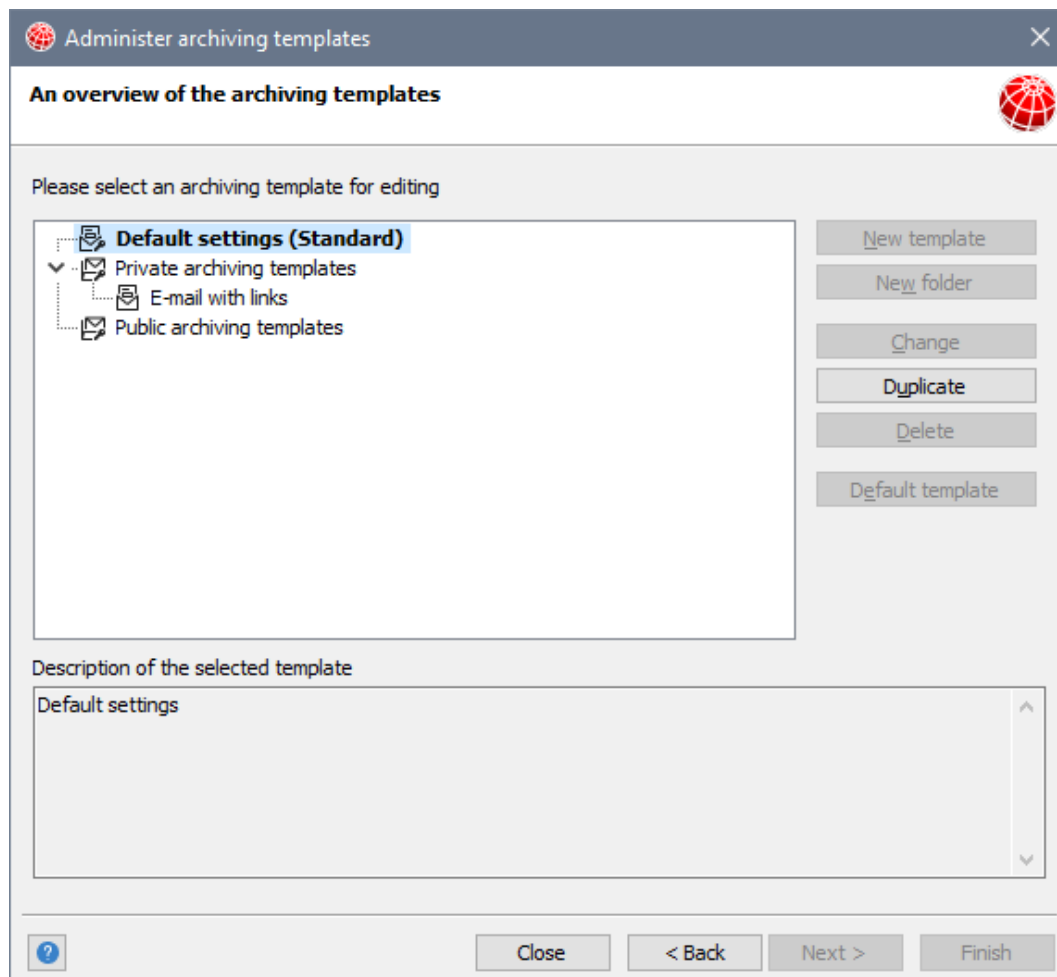 Administer archiving templates
An overview of the archiving templates
Please select an archiving template for editing
Default settings (Standard)
Private archiving templates
E-mail with links
Public archiving templates
New template
New folder
Change
Duplicate
Delete
Default template
Description of the selected template
Default settings
?
Close
< Back
Next >
Finish